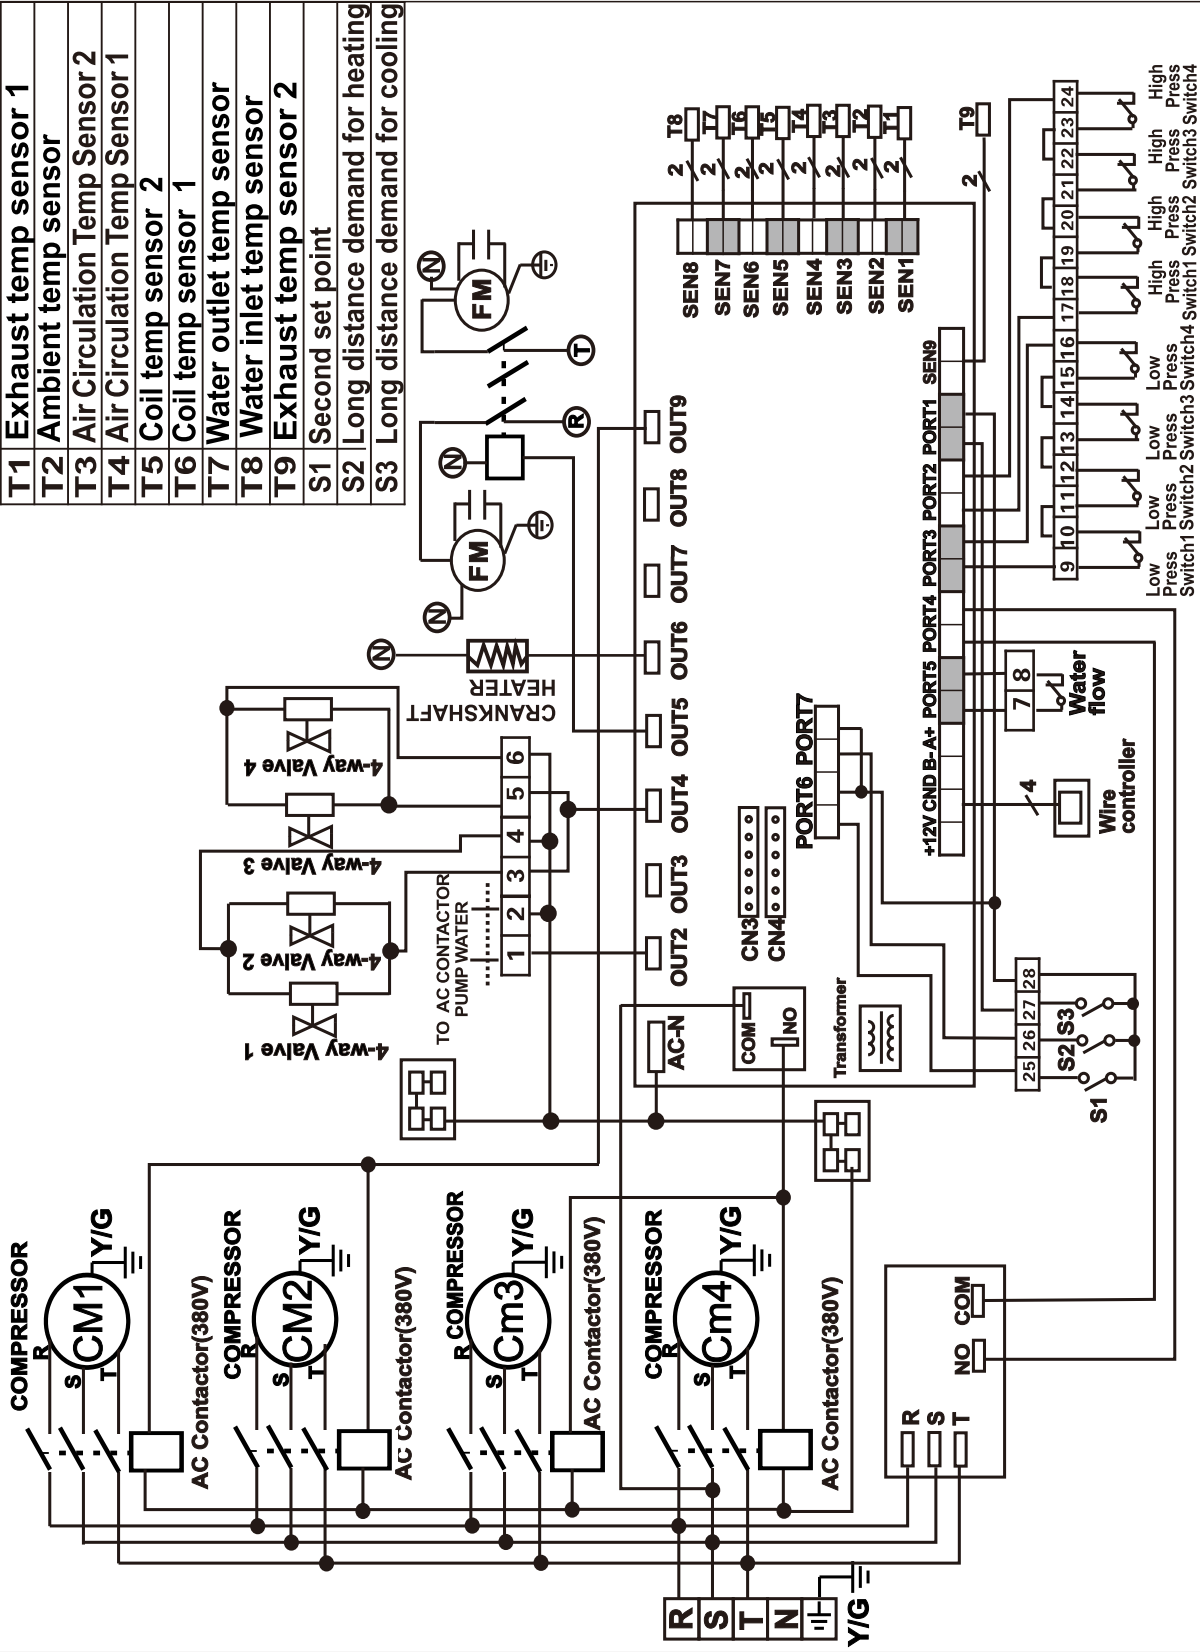 T1 Exhaust temp sensor 1
T2 Ambient temp sensor
T3 Air Circulation Temp Sensor 2
T4 Air Circulation Temp Sensor 1
T5 Coil temp sensor 2
T6 Coil temp sensor 1
T7 Water outlet temp sensor
T8 Water inlet temp sensor
T9 Exhaust temp sensor 2
S1 Second set point
S2 Long distance demand for heating
S3 Long distance demand for cooling
N
FM
T
R
N
FM
N
N
CRANKSHAFT
HEATER
4-way Valve 4
4-way Valve 3
4-way Valve 2
4-way Valve 1
1 2 3 4 5 6
TO AC CONTACTOR
PUMP WATER
OUT2 OUT3 OUT4 OUT5 OUT6 OUT7 OUT8 OUT9
T8 T7 T6 T5 T4 T3 T2 T1
2 2 2 2 2 2 2 2
SEN8
SEN7
SEN6
SEN5
SEN4
SEN3
SEN2
SEN1
T9
2
+12V CND B- A+ PORT5 PORT4 PORT3 PORT2 PORT1 SEN9
PORT6 PORT7
CN3
CN4
AC-N
COM
NO
Transformer
9 10 11 12 13 14 15 16 17 18 19 20 21 22 23 24
Low
Press
Switch1
Low
Press
Switch2
Low
Press
Switch3
Low
Press
Switch4
High
Press
Switch1
High
Press
Switch2
High
Press
Switch3
High
Press
Switch4
7 8
Water
flow
4
Wire
controller
25 26 27 28
S1
S2
S3
COMPRESSOR
R
S
T
CM1
Y/G
AC Contactor(380V)
COMPRESSOR
R
S
T
CM2
Y/G
AC Contactor(380V)
COMPRESSOR
R
S
T
Cm3
Y/G
AC Contactor(380V)
COMPRESSOR
R
S
T
Cm4
Y/G
AC Contactor(380V)
R
S
T
NO
COM
R
S
T
N
Y/G